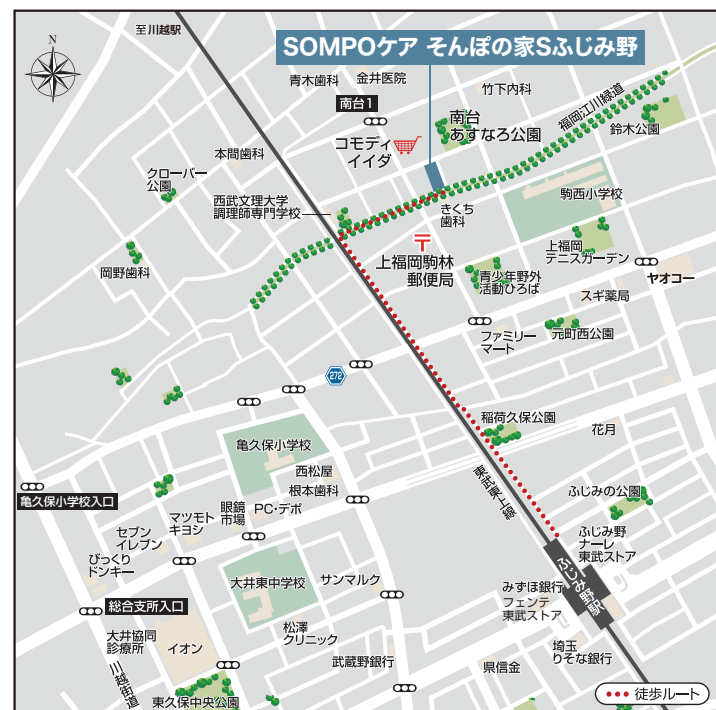 至川越駅
N
SOMPOケア そんぽの家Sふじみ野
青木歯科
金井医院
南台1
竹下内科
福岡江川緑道
南台
あすなろ公園
鈴木公園
コモディ
イイダ
本間歯科
クローバー
公園
西武文理大学
調理師専門学校
きくち
歯科
駒西小学校
岡野歯科
上福岡駒林
郵便局
青少年野外
活動ひろば
上福岡
テニスガーデン
ヤオコー
スギ薬局
ファミリー
マート
元町西公園
272
稲荷久保公園
花月
亀久保小学校
西松屋
根本歯科
東武東上線
亀久保小学校入口
眼鏡
市場
PC・デポ
ふじみの公園
マツモト
キヨシ
セブン
イレブン
びっくり
ドンキー
ふじみ野
ナーレ
東武ストア
ふじみ野駅
大井東中学校
サンマルク
みずほ銀行
フェンテ
東武ストア
総合支所入口
大井協同
診療所
イオン
松澤
クリニック
武蔵野銀行
埼玉
りそな銀行
県信金
川越街道
東久保中央公園
徒歩ルート